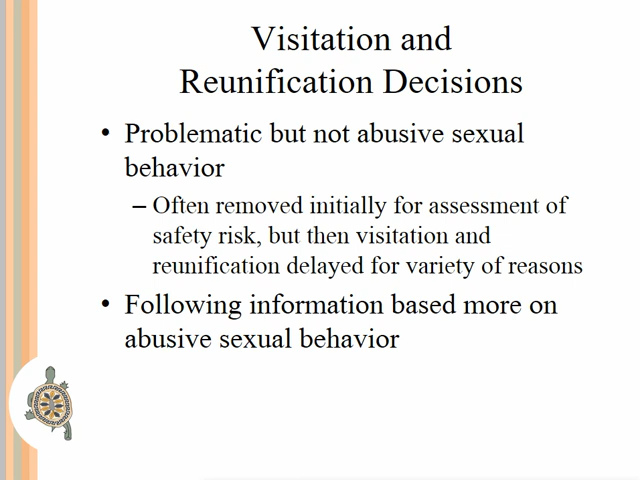 Visitation and
Reunification Decisions
• Problematic but not abusive sexual
behavior
– Often removed initially for assessment of
safety risk, but then visitation and
reunification delayed for variety of reasons
• Following information based more on
abusive sexual behavior